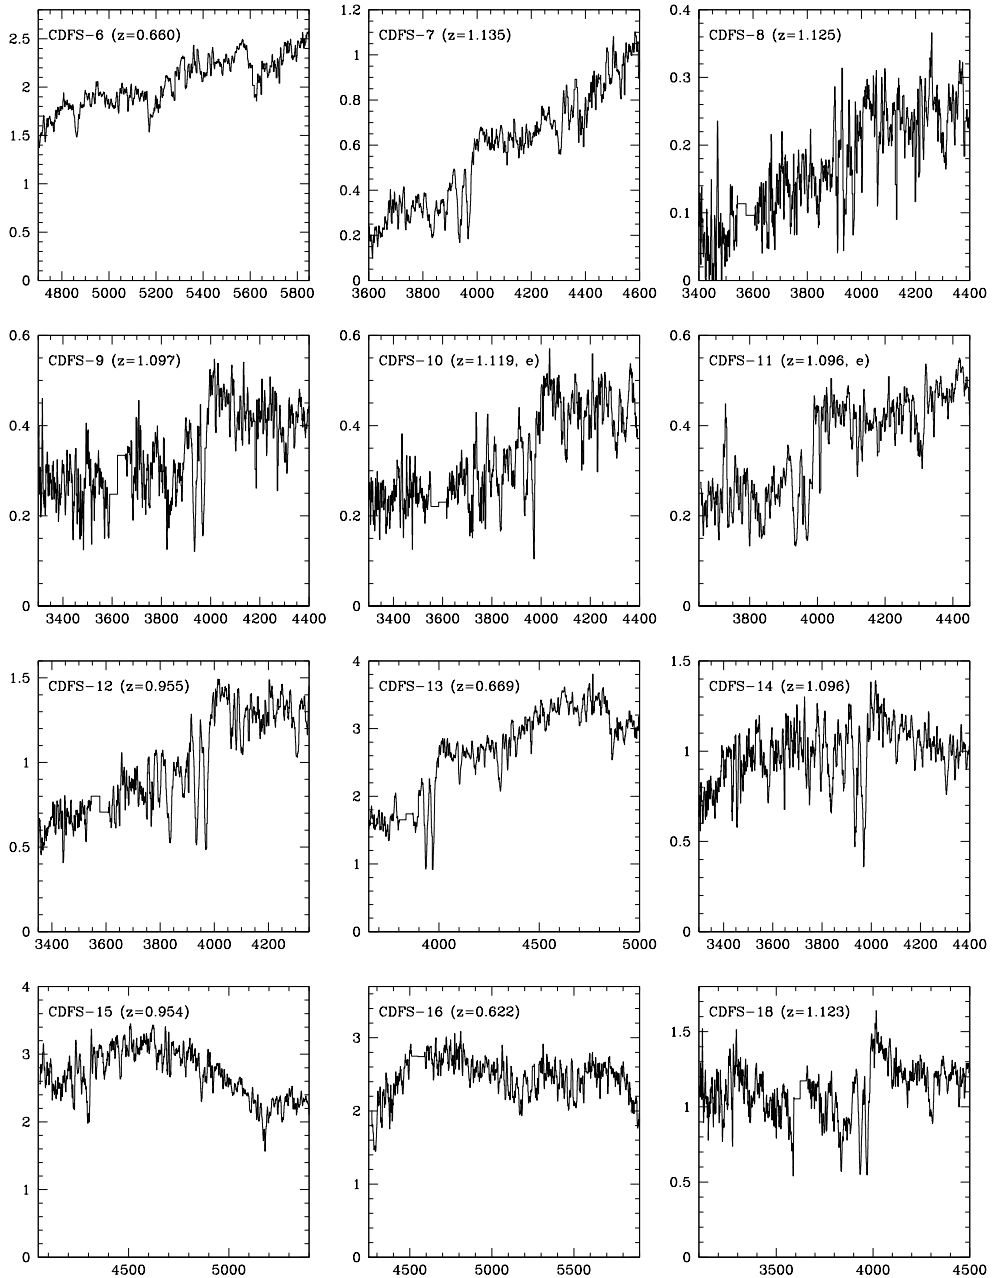 CDFS-6 (z=0.660)
2.5
2
1.5
1
0.5
0
4800 5000 5200 5400 5600 5800
CDFS-7 (z=1.135)
1.2
1
0.8
0.6
0.4
0.2
0
3600 3800 4000 4200 4400 4600
CDFS-8 (z=1.125)
0.4
0.3
0.2
0.1
0
3400 3600 3800 4000 4200 4400
CDFS-9 (z=1.097)
0.6
0.4
0.2
0
3400 3600 3800 4000 4200 4400
CDFS-10 (z=1.119, e)
0.6
0.4
0.2
0
3400 3600 3800 4000 4200 4400
CDFS-11 (z=1.096, e)
0.6
0.4
0.2
0
3800 4000 4200 4400
CDFS-12 (z=0.955)
1.5
1
0.5
0
3400 3600 3800 4000 4200
CDFS-13 (z=0.669)
4
3
2
1
0
4000 4500 5000
CDFS-14 (z=1.096)
1.5
1
0.5
0
3400 3600 3800 4000 4200 4400
CDFS-15 (z=0.954)
4
3
2
1
0
4500 5000
CDFS-16 (z=0.622)
3
2
1
0
4500 5000 5500
CDFS-18 (z=1.123)
1.5
1
0.5
0
3500 4000 4500